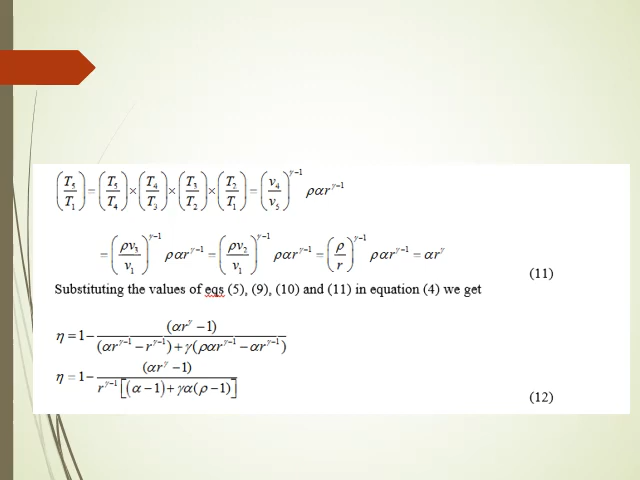 (T₅/T₁) = (T₅/T₄) × (T₄/T₃) × (T₃/T₂) × (T₂/T₁) = (v₄/v₅)^(γ−1) ραr^(γ−1)
= (ρv₃/v₁)^(γ−1) ραr^(γ−1) = (ρv₂/v₁)^(γ−1) ραr^(γ−1) = (ρ/r)^(γ−1) ραr^(γ−1) = αr^γ (11)
Substituting the values of eqs (5), (9), (10) and (11) in equation (4) we get
η = 1 − (αr^γ − 1) / ((αr^(γ−1) − r^(γ−1)) + γ(ραr^(γ−1) − αr^(γ−1)))
η = 1 − (αr^γ − 1) / (r^(γ−1)[(α−1) + γα(ρ−1)]) (12)